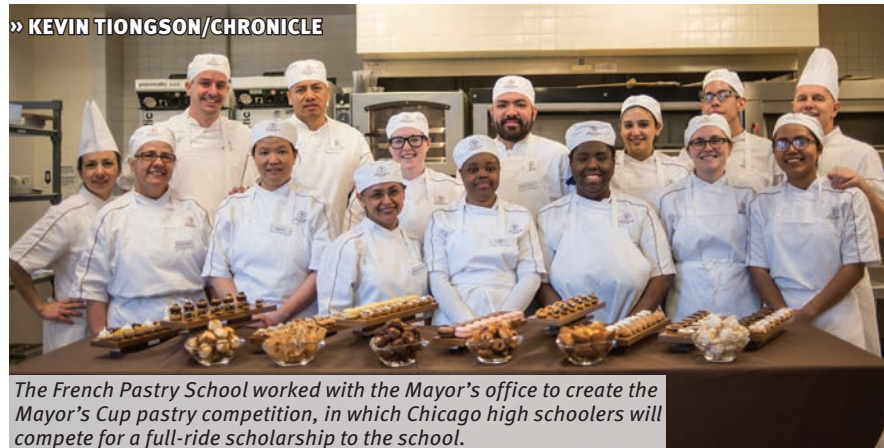 » KEVIN TIONGSON/CHRONICLE
The French Pastry School worked with the Mayor’s office to create the
Mayor’s Cup pastry competition, in which Chicago high schoolers will
compete for a full-ride scholarship to the school.